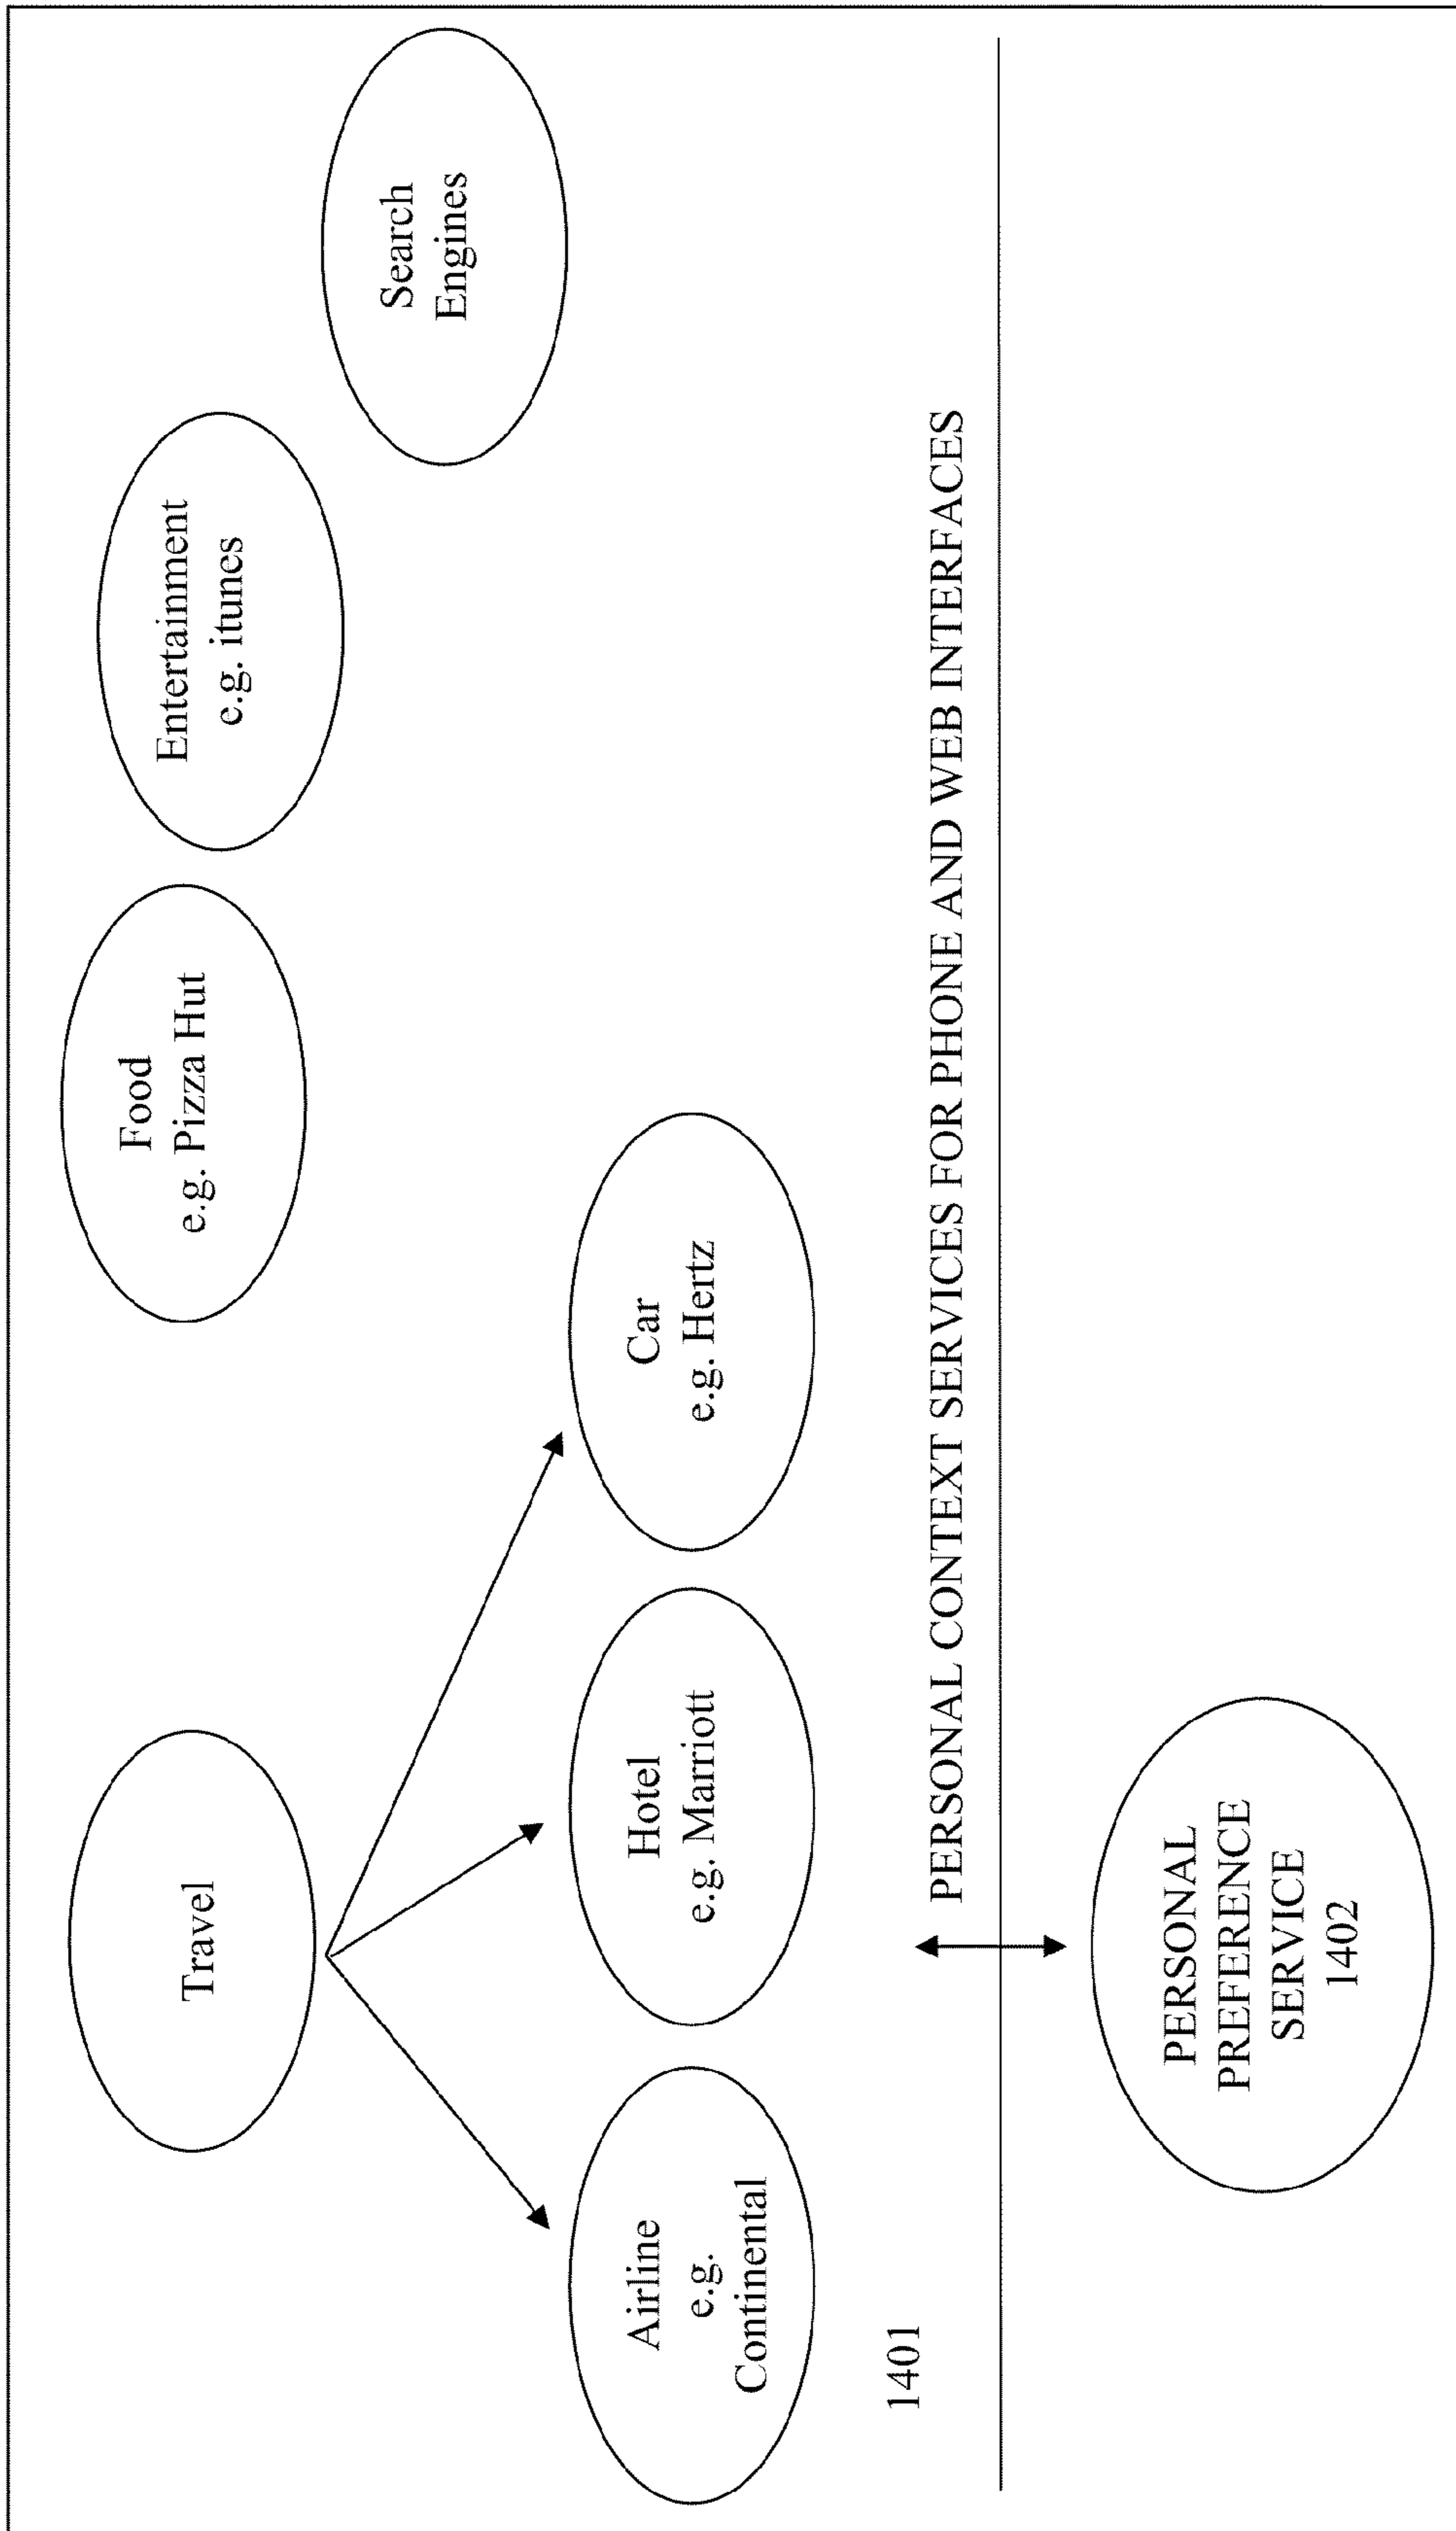 Travel
Food
e.g. Pizza Hut
Entertainment
e.g. itunes
Search
Engines
Airline
e.g.
Continental
Hotel
e.g. Marriott
Car
e.g. Hertz
1401
PERSONAL CONTEXT SERVICES FOR PHONE AND WEB INTERFACES
PERSONAL
PREFERENCE
SERVICE
1402